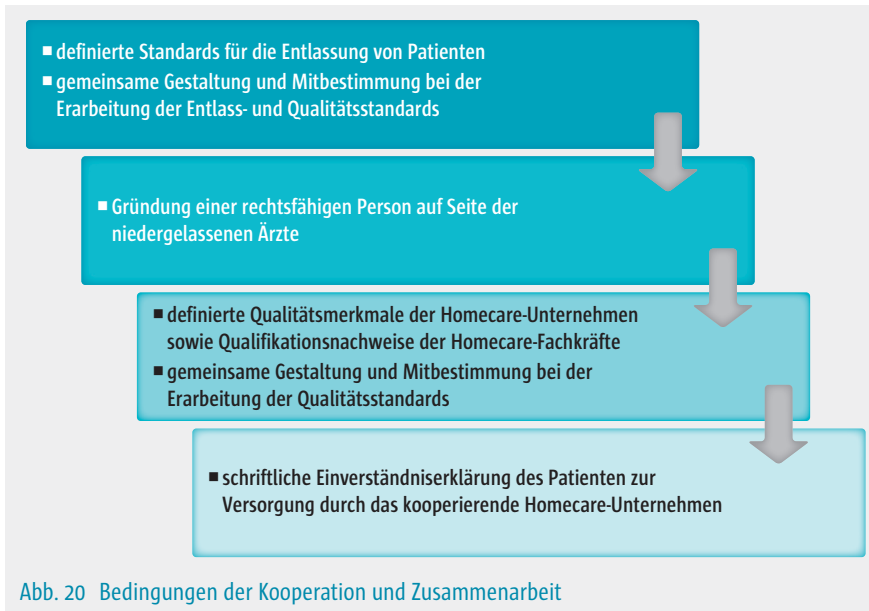 ■ definierte Standards für die Entlassung von Patienten
■ gemeinsame Gestaltung und Mitbestimmung bei der
Erarbeitung der Entlass- und Qualitätsstandards
■ Gründung einer rechtsfähigen Person auf Seite der
niedergelassenen Ärzte
■ definierte Qualitätsmerkmale der Homecare-Unternehmen
sowie Qualifikationsnachweise der Homecare-Fachkräfte
■ gemeinsame Gestaltung und Mitbestimmung bei der
Erarbeitung der Qualitätsstandards
■ schriftliche Einverständniserklärung des Patienten zur
Versorgung durch das kooperierende Homecare-Unternehmen
Abb. 20 Bedingungen der Kooperation und Zusammenarbeit